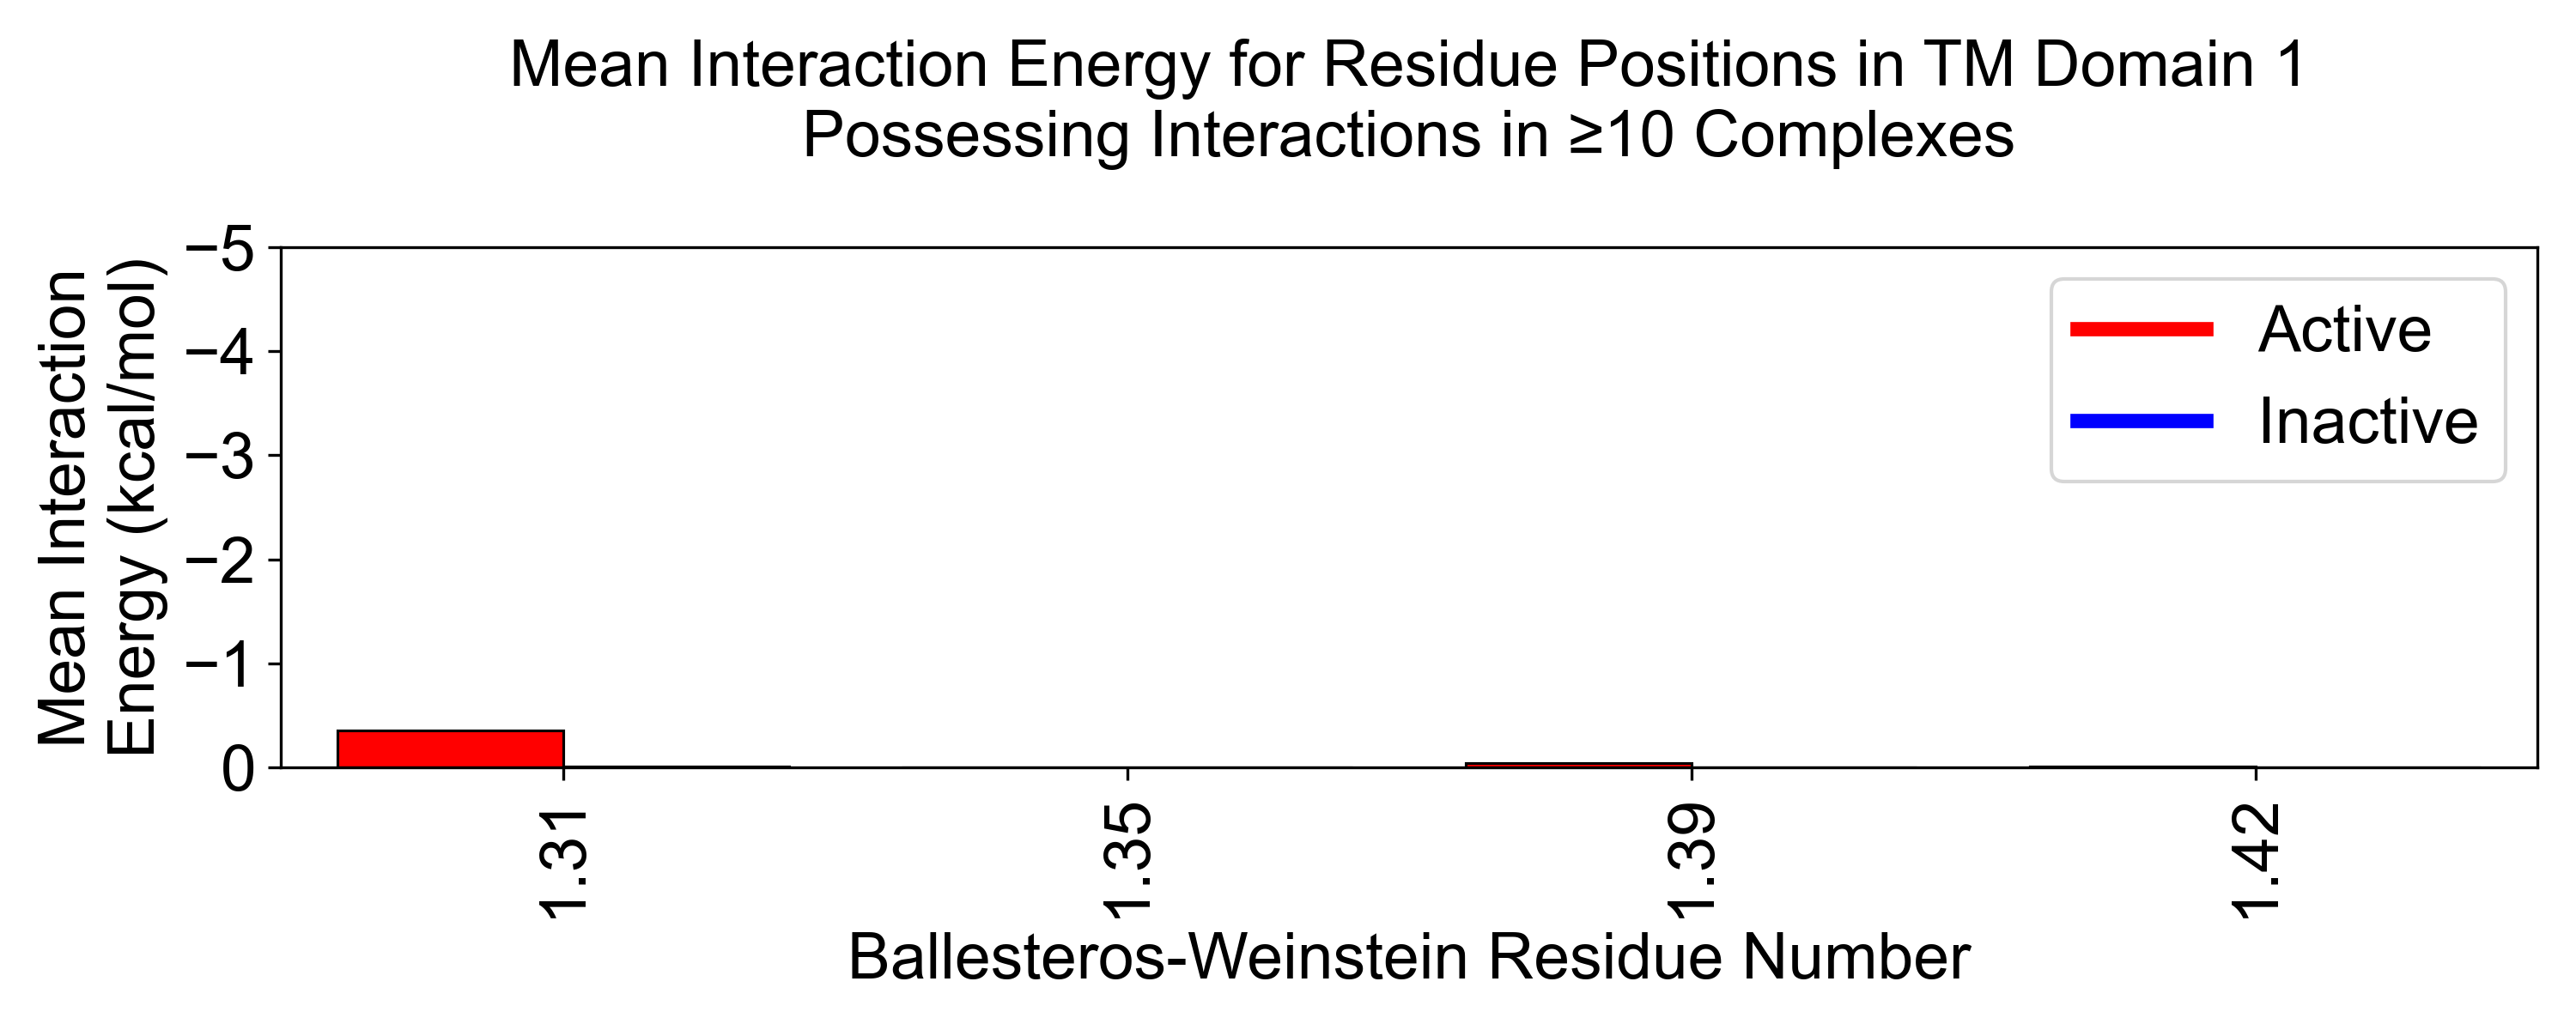 Mean Interaction Energy for Residue Positions in TM Domain 1
Possessing Interactions in ≥10 Complexes
Mean Interaction
Energy (kcal/mol)
−5
−4
−3
−2
−1
0
Active
Inactive
1.31
1.35
1.39
1.42
Ballesteros-Weinstein Residue Number